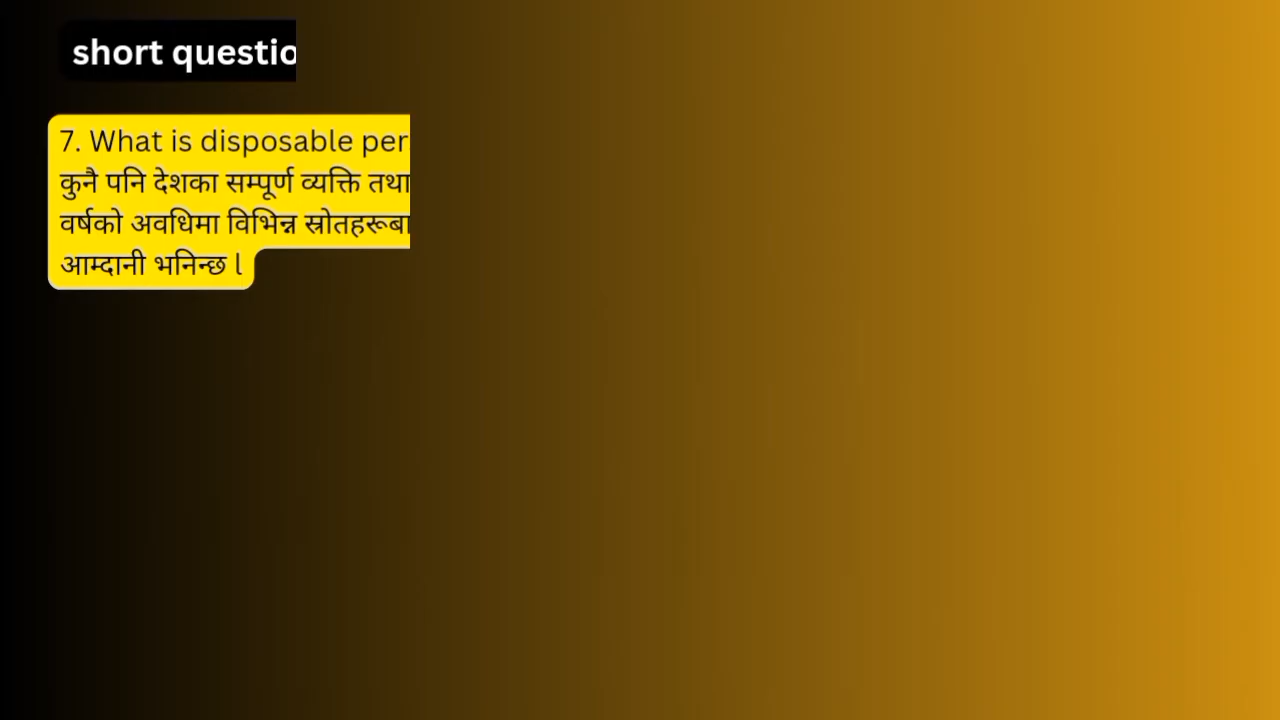 short questio
7. What is disposable per
कुनै पनि देशका सम्पूर्ण व्यक्ति तथा
वर्षको अवधिमा विभिन्न स्रोतहरूबा
आम्दानी भनिन्छ l